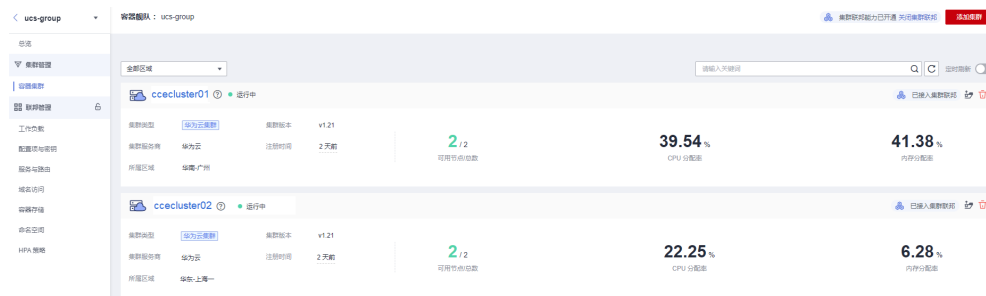 ucs-group
容器舰队： ucs-group
集群联邦能力已开通 关闭集群联邦
添加集群
总览
集群管理
容器集群
联邦管理
工作负载
配置项与密钥
服务与路由
域名访问
容器存储
命名空间
HPA 策略
全部区域
请输入关键词
定时刷新
ccecluster01 运行中
已接入集群联邦
集群类型 华为云集群 集群版本 v1.21
集群服务商 华为云 注册时间 2 天前
所属区域 华南-广州
2 / 2
可用节点/总数
39.54 %
CPU 分配率
41.38 %
内存分配率
ccecluster02 运行中
已接入集群联邦
集群类型 华为云集群 集群版本 v1.21
集群服务商 华为云 注册时间 2 天前
所属区域 华东-上海一
2 / 2
可用节点/总数
22.25 %
CPU 分配率
6.28 %
内存分配率